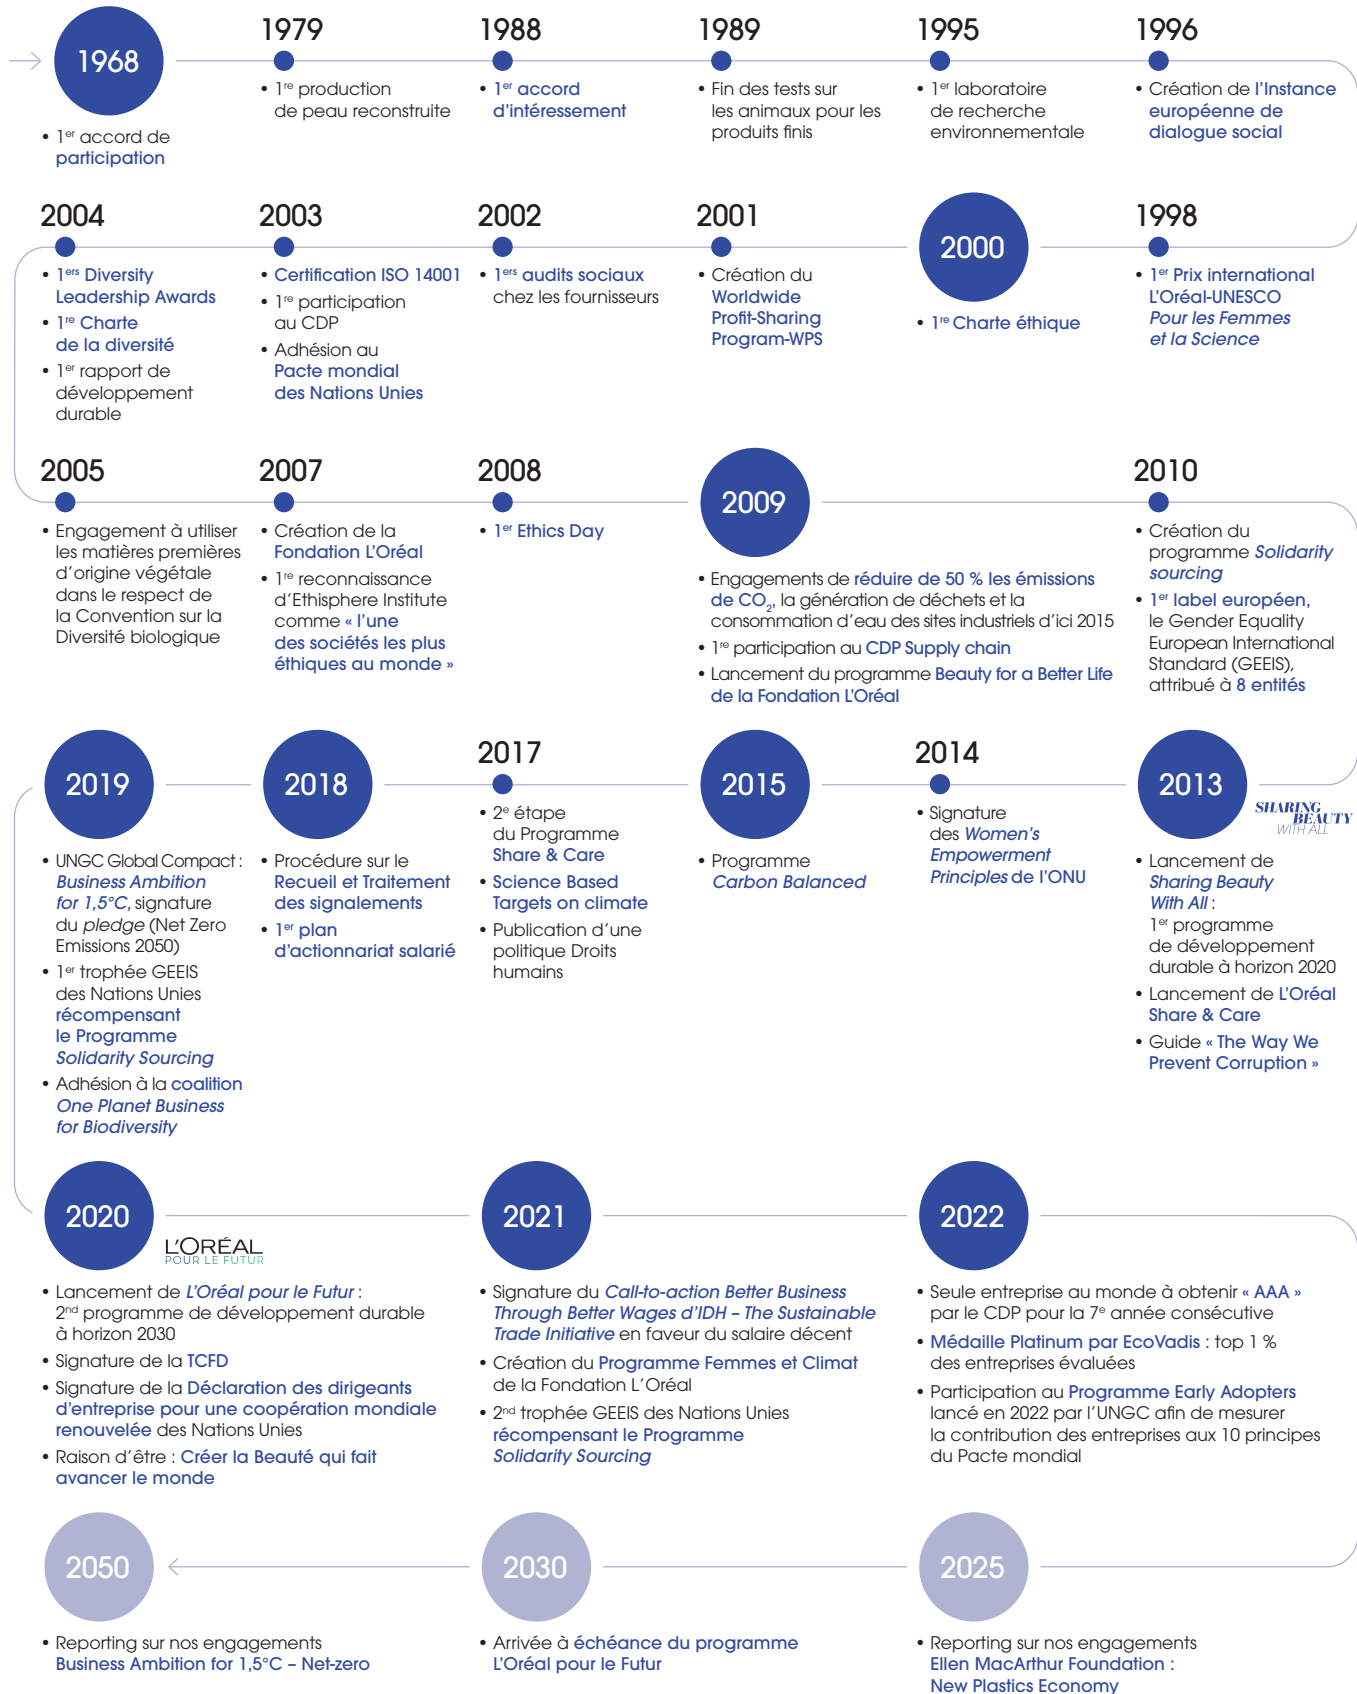 1968
• 1er accord de
participation
1979
• 1re production
de peau reconstruite
1988
• 1er accord
d'intéressement
1989
• Fin des tests sur
les animaux pour les
produits finis
1995
• 1er laboratoire
de recherche
environnementale
1996
• Création de l'Instance
européenne de
dialogue social
1998
• 1er Prix international
L'Oréal-UNESCO
Pour les Femmes
et la Science
2000
• 1re Charte éthique
2001
• Création du
Worldwide
Profit-Sharing
Program-WPS
2002
• 1ers audits sociaux
chez les fournisseurs
2003
• Certification ISO 14001
• 1re participation
au CDP
• Adhésion au
Pacte mondial
des Nations Unies
2004
• 1ers Diversity
Leadership Awards
• 1re Charte
de la diversité
• 1er rapport de
développement
durable
2005
• Engagement à utiliser
les matières premières
d'origine végétale
dans le respect de
la Convention sur la
Diversité biologique
2007
• Création de la
Fondation L'Oréal
• 1re reconnaissance
d'Ethisphere Institute
comme « l'une
des sociétés les plus
éthiques au monde »
2008
• 1er Ethics Day
2009
• Engagements de réduire de 50 % les émissions
de CO2, la génération de déchets et la
consommation d'eau des sites industriels d'ici 2015
• 1re participation au CDP Supply chain
• Lancement du programme Beauty for a Better Life
de la Fondation L'Oréal
2010
• Création du
programme Solidarity
sourcing
• 1er label européen,
le Gender Equality
European International
Standard (GEEIS),
attribué à 8 entités
2013
SHARING
BEAUTY
WITH ALL
• Lancement de
Sharing Beauty
With All :
1er programme
de développement
durable à horizon 2020
• Lancement de L'Oréal
Share & Care
• Guide « The Way We
Prevent Corruption »
2014
• Signature
des Women's
Empowerment
Principles de l'ONU
2015
• Programme
Carbon Balanced
2017
• 2e étape
du Programme
Share & Care
• Science Based
Targets on climate
• Publication d'une
politique Droits
humains
2018
• Procédure sur le
Recueil et Traitement
des signalements
• 1er plan
d'actionnariat salarié
2019
• UNGC Global Compact :
Business Ambition
for 1,5°C, signature
du pledge (Net Zero
Emissions 2050)
• 1er trophée GEEIS
des Nations Unies
récompensant
le Programme
Solidarity Sourcing
• Adhésion à la coalition
One Planet Business
for Biodiversity
2020
L'ORÉAL
POUR LE FUTUR
• Lancement de L'Oréal pour le Futur :
2nd programme de développement durable
à horizon 2030
• Signature de la TCFD
• Signature de la Déclaration des dirigeants
d'entreprise pour une coopération mondiale
renouvelée des Nations Unies
• Raison d'être : Créer la Beauté qui fait
avancer le monde
2021
• Signature du Call-to-action Better Business
Through Better Wages d'IDH – The Sustainable
Trade Initiative en faveur du salaire décent
• Création du Programme Femmes et Climat
de la Fondation L'Oréal
• 2nd trophée GEEIS des Nations Unies
récompensant le Programme
Solidarity Sourcing
2022
• Seule entreprise au monde à obtenir « AAA »
par le CDP pour la 7e année consécutive
• Médaille Platinum par EcoVadis : top 1 %
des entreprises évaluées
• Participation au Programme Early Adopters
lancé en 2022 par l'UNGC afin de mesurer
la contribution des entreprises aux 10 principes
du Pacte mondial
2025
• Reporting sur nos engagements
Ellen MacArthur Foundation :
New Plastics Economy
2030
• Arrivée à échéance du programme
L'Oréal pour le Futur
2050
• Reporting sur nos engagements
Business Ambition for 1,5°C – Net-zero